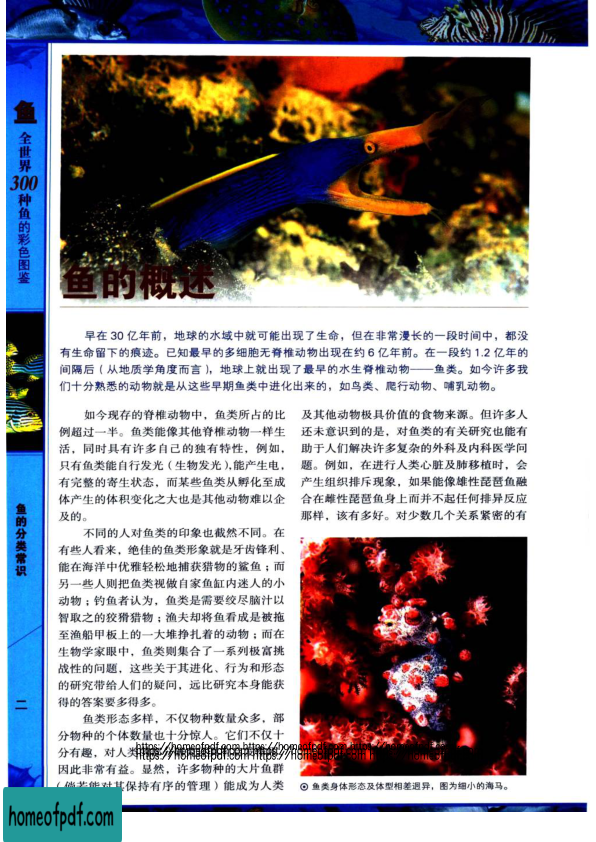 鱼
全世界300种鱼的彩色图鉴
鱼的分类常识
二
鱼的概述
早在 30 亿年前，地球的水域中就可能出现了生命，但在非常漫长的一段时间中，都没
有生命留下的痕迹。已知最早的多细胞无脊椎动物出现在约 6 亿年前。在一段约 1.2 亿年的
间隔后（从地质学角度而言），地球上就出现了最早的水生脊椎动物——鱼类。如今许多我
们十分熟悉的动物就是从这些早期鱼类中进化出来的，如鸟类、爬行动物、哺乳动物。
如今现存的脊椎动物中，鱼类所占的比
例超过一半。鱼类能像其他脊椎动物一样生
活，同时具有许多自己的独有特性，例如，
只有鱼类能自行发光（生物发光），能产生电，
有完整的寄生状态，而某些鱼类从孵化至成
体产生的体积变化之大也是其他动物难以企
及的。
不同的人对鱼类的印象也截然不同。在
有些人看来，绝佳的鱼类形象就是牙齿锋利、
能在海洋中优雅轻松地捕获猎物的鲨鱼；而
另一些人则把鱼类视做自家鱼缸内迷人的小
动物；钓鱼者认为，鱼类是需要绞尽脑汁以
智取之的狡猾猎物；渔夫却将鱼看成是被拖
至渔船甲板上的一大堆挣扎着的动物；而在
生物学家眼中，鱼类则集合了一系列极富挑
战性的问题，这些关于其进化、行为和形态
的研究带给人们的疑问，远比研究本身能获
得的答案要多得多。
鱼类形态多样，不仅物种数量众多，部
分物种的个体数量也十分惊人。它们不仅十
分有趣，对人类
因此非常有益。显然，许多物种的大片鱼群
（倘若能对其保持有序的管理）能成为人类
及其他动物极具价值的食物来源。但许多人
还未意识到的是，对鱼类的有关研究也能有
助于人们解决许多复杂的外科及内科医学问
题。例如，在进行人类心脏及肺移植时，会
产生组织排斥现象，如果能像雄性琵琶鱼融
合在雌性琵琶鱼身上而并不起任何排异反应
那样，该有多好。对少数几个关系紧密的有
鱼类身体形态及体型相差迥异，图为细小的海马。
https://homeofpdf.com https://homeofpdf.com
https://homeofpdf.com https://homeofpdf.com
homeofpdf.com